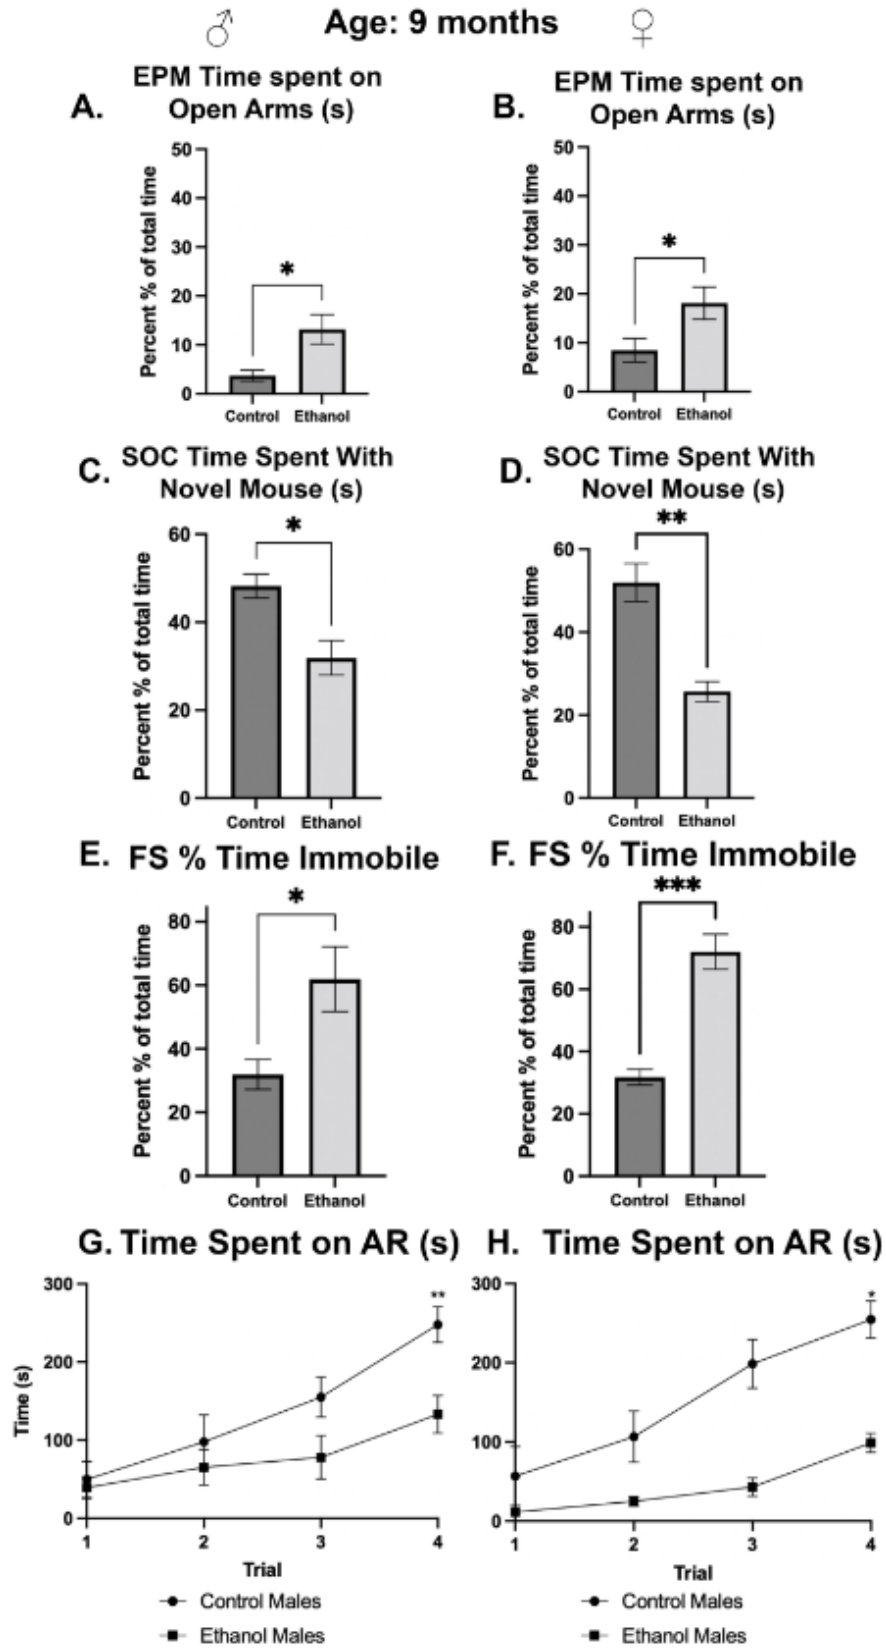 ♂ Age: 9 months ♀
A. EPM Time spent on
Open Arms (s)
Percent % of total time
50
40
30
20
10
0
*
Control Ethanol
B. EPM Time spent on
Open Arms (s)
Percent % of total time
50
40
30
20
10
0
*
Control Ethanol
C. SOC Time Spent With
Novel Mouse (s)
Percent % of total time
60
40
20
0
*
Control Ethanol
D. SOC Time Spent With
Novel Mouse (s)
Percent % of total time
60
40
20
0
**
Control Ethanol
E. FS % Time Immobile
Percent % of total time
80
60
40
20
0
*
Control Ethanol
F. FS % Time Immobile
Percent % of total time
80
60
40
20
0
***
Control Ethanol
G. Time Spent on AR (s)
Time (s)
300
200
100
0
**
1 2 3 4
Trial
Control Males
Ethanol Males
H. Time Spent on AR (s)
300
200
100
0
*
1 2 3 4
Trial
Control Males
Ethanol Males